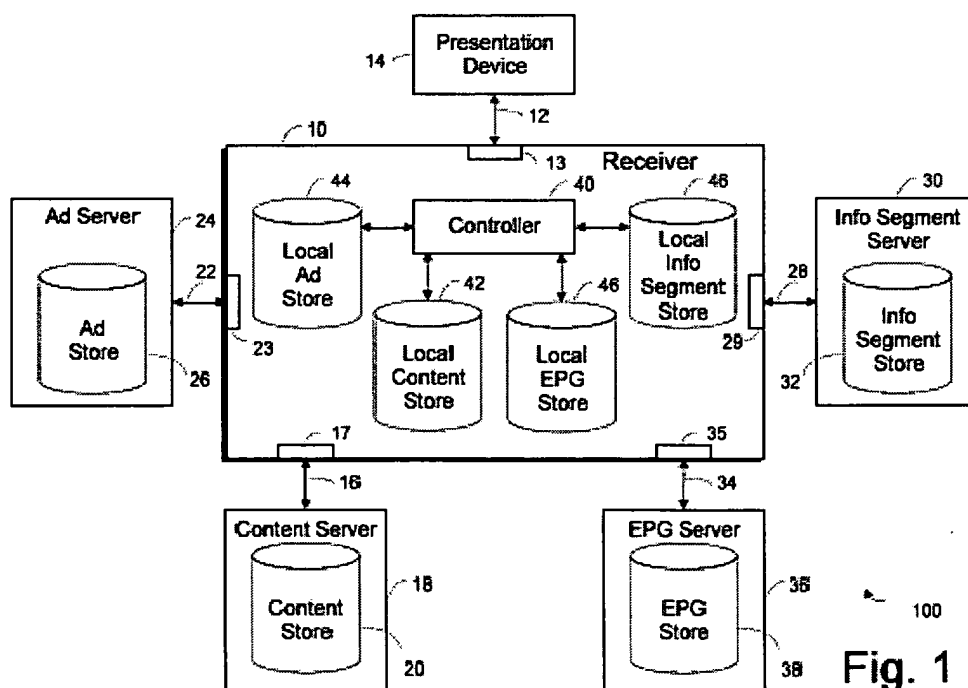 Presentation
Device
14
12
10
13
Receiver
44
40
46
30
Ad Server
24
Controller
Info Segment
Server
Local
Ad
Store
Local
Info
Segment
Store
22
42
46
28
Ad
Store
Local
Content
Store
Local
EPG
Store
Info
Segment
Store
26
23
29
32
17
35
16
34
Content Server
EPG Server
18
36
Content
Store
EPG
Store
100
20
38
Fig. 1